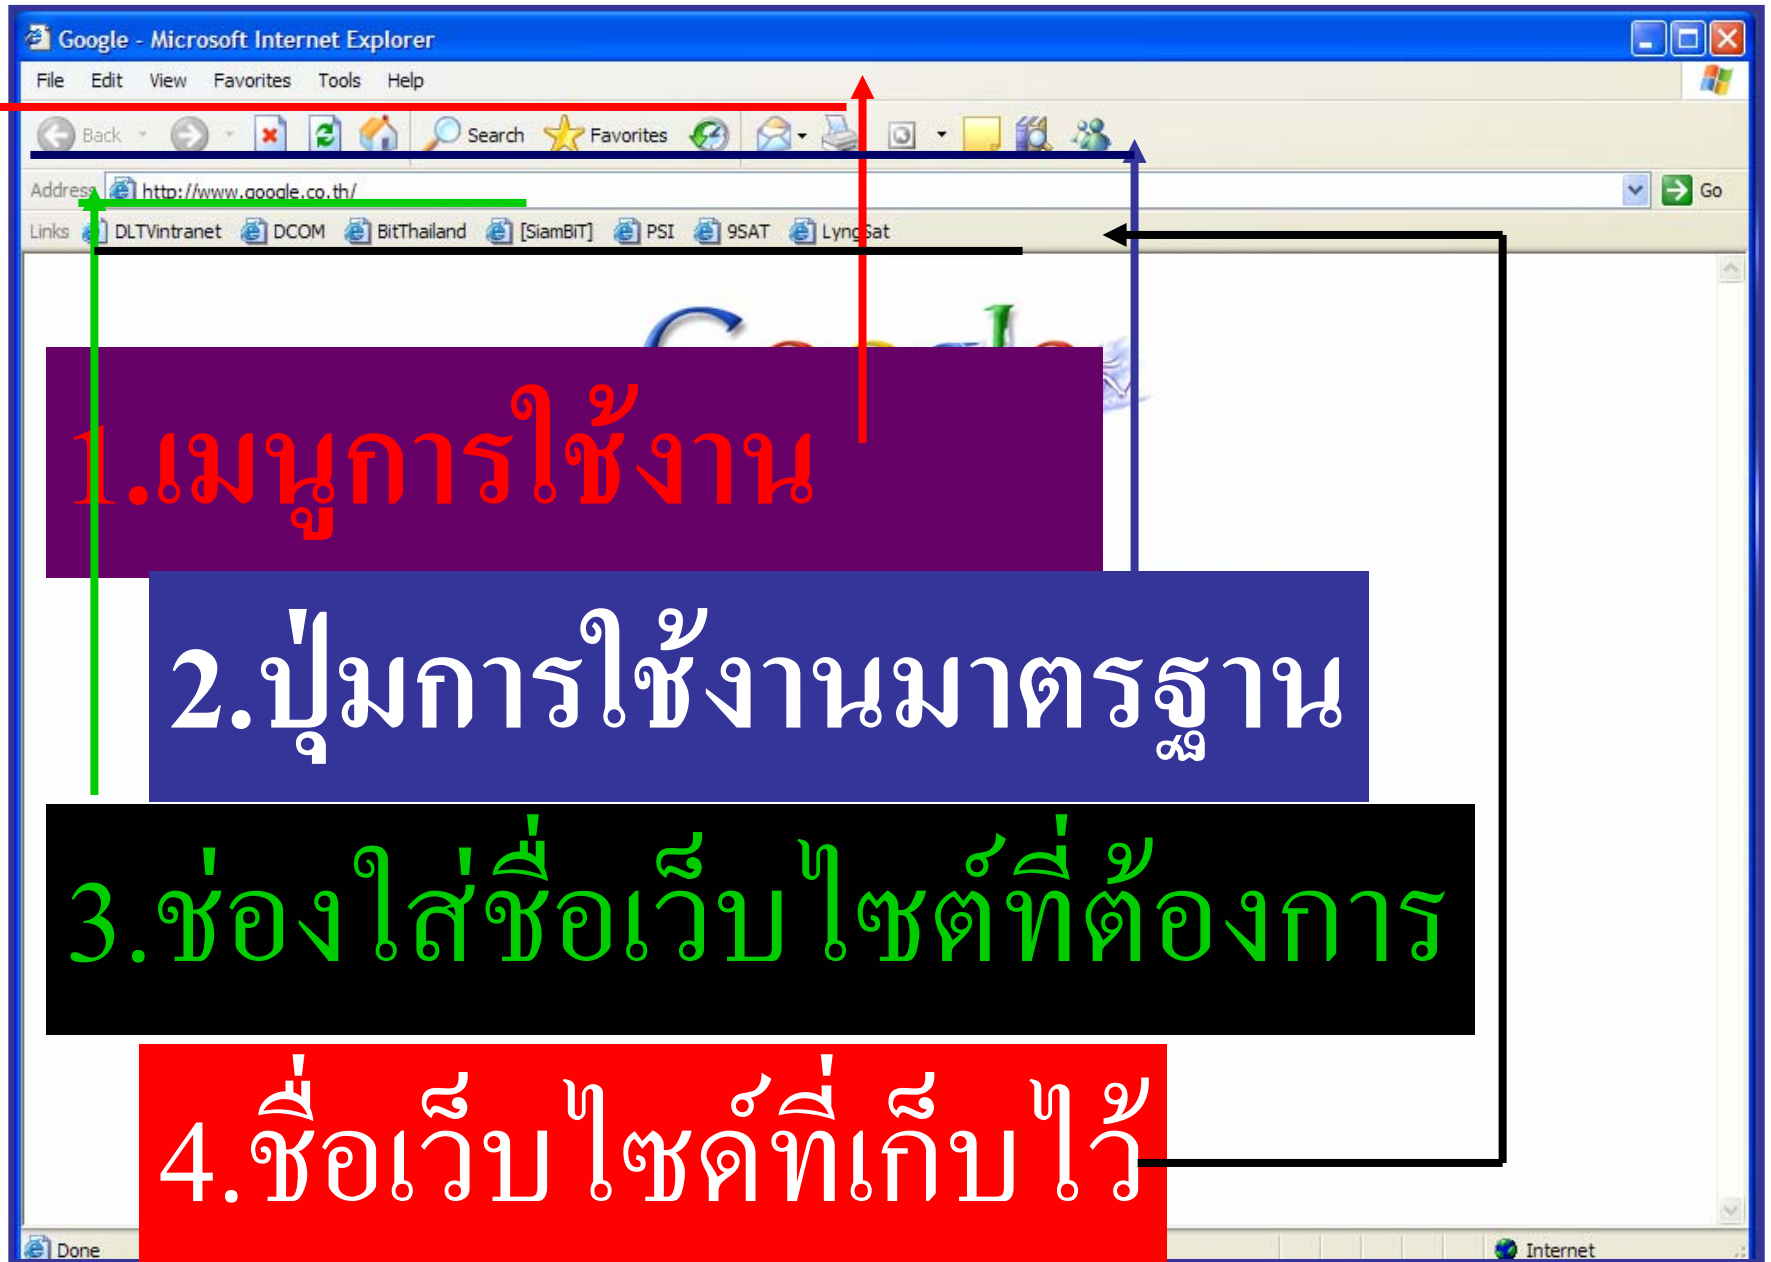 Google - Microsoft Internet Explorer
File Edit View Favorites Tools Help
Back Search Favorites
Address http://www.google.co.th/ Go
Links DLTVintranet DCOM BitThailand [SiamBiT] PSI 9SAT LyngSat
Google
1.เมนูการใช้งาน
2.ปุ่มการใช้งานมาตรฐาน
3.ช่องใส่ชื่อเว็บไซต์ที่ต้องการ
4.ชื่อเว็บไซด์ที่เก็บไว้
Done Internet